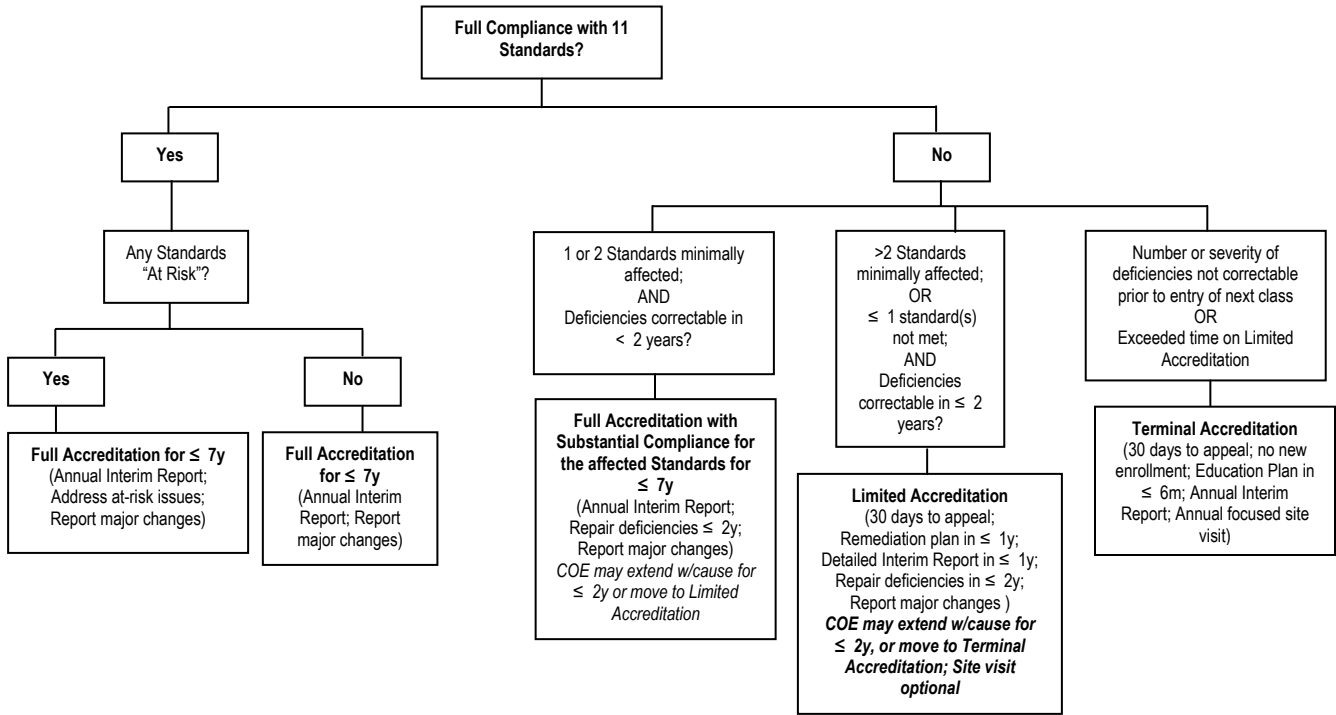 Full Compliance with 11
Standards?
Yes
No
Any Standards
“At Risk”?
1 or 2 Standards minimally
affected;
AND
Deficiencies correctable in
< 2 years?
>2 Standards
minimally affected;
OR
≤ 1 standard(s)
not met;
AND
Deficiencies
correctable in ≤ 2
years?
Number or severity of
deficiencies not correctable
prior to entry of next class
OR
Exceeded time on Limited
Accreditation
Yes
No
Full Accreditation for ≤ 7y
(Annual Interim Report;
Address at-risk issues;
Report major changes)
Full Accreditation
for ≤ 7y
(Annual Interim
Report; Report
major changes)
Full Accreditation with
Substantial Compliance for
the affected Standards for
≤ 7y
(Annual Interim Report;
Repair deficiencies ≤ 2y;
Report major changes)
COE may extend w/cause for
≤ 2y or move to Limited
Accreditation
Limited Accreditation
(30 days to appeal;
Remediation plan in ≤ 1y;
Detailed Interim Report in ≤ 1y;
Repair deficiencies in ≤ 2y;
Report major changes )
COE may extend w/cause for
≤ 2y, or move to Terminal
Accreditation; Site visit
optional
Terminal Accreditation
(30 days to appeal; no new
enrollment; Education Plan in
≤ 6m; Annual Interim
Report; Annual focused site
visit)